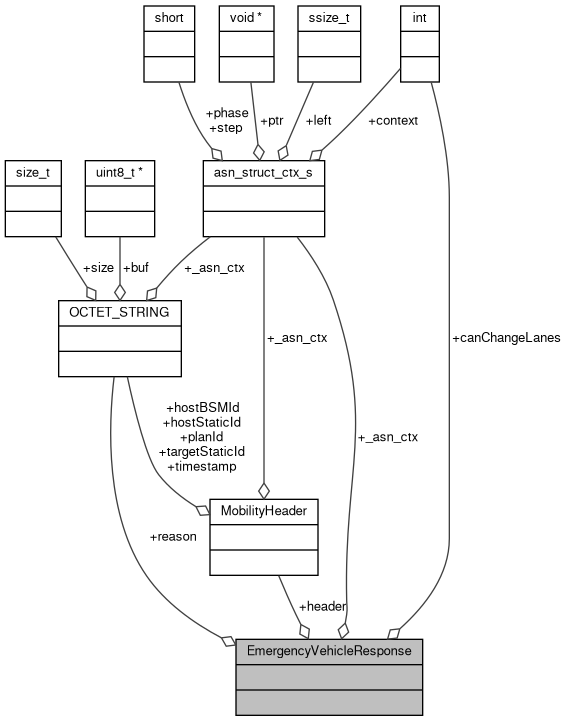 short
void *
ssize_t
int
+phase
+step
+ptr
+left
+context
size_t
uint8_t *
asn_struct_ctx_s
+size
+buf
+_asn_ctx
OCTET_STRING
+_asn_ctx
+canChangeLanes
+hostBSMId
+hostStaticId
+planId
+targetStaticId
+timestamp
+_asn_ctx
MobilityHeader
+reason
+header
EmergencyVehicleResponse